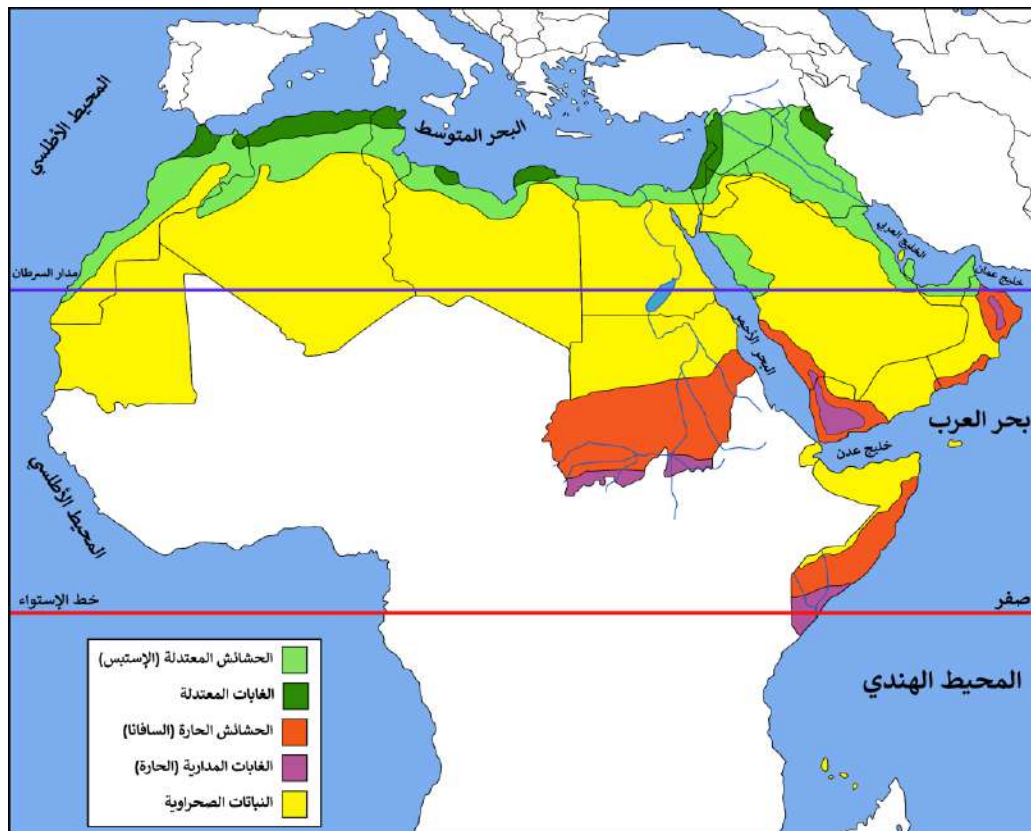 المحيط الأطلسي
البحر المتوسط
الخليج العربي
خليج عمان
مدار السرطان
البحر الأحمر
بحر العرب
خليج عدن
المحيط الأطلسي
خط الإستواء
صفر
المحيط الهندي
الحشائش المعتدلة (الإستبس)
الغابات المعتدلة
الحشائش الحارة (السافانا)
الغابات المدارية (الحارة)
النباتات الصحراوية